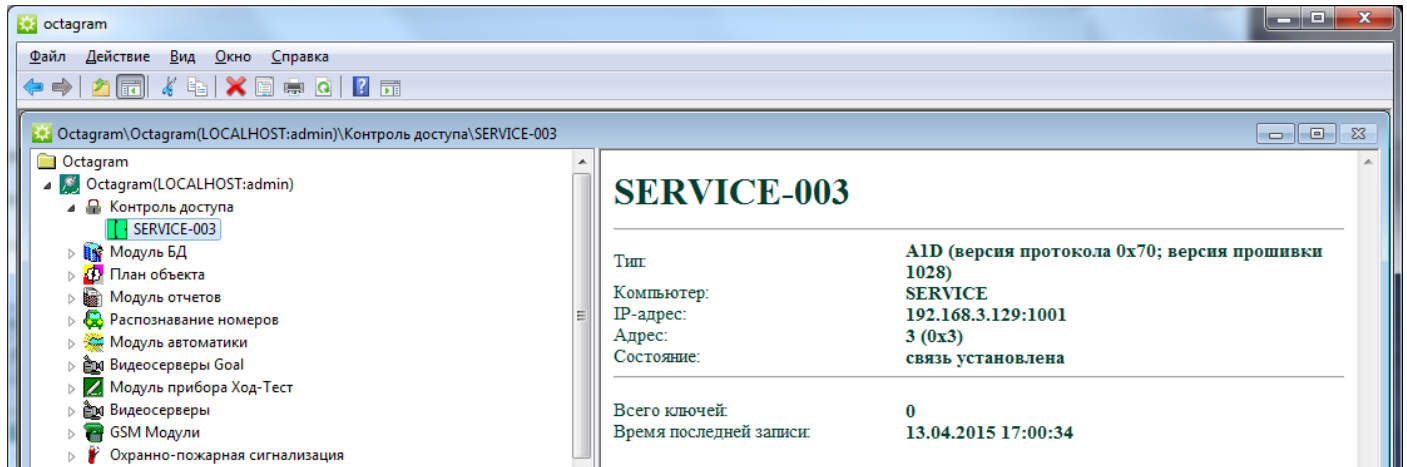 octagram
Файл Действие Вид Окно Справка
Octagram\Octagram(LOCALHOST:admin)\Контроль доступа\SERVICE-003
Octagram
Octagram(LOCALHOST:admin)
Контроль доступа
SERVICE-003
Модуль БД
План объекта
Модуль отчетов
Распознавание номеров
Модуль автоматики
Видеосерверы Goal
Модуль прибора Ход-Тест
Видеосерверы
GSM Модули
Охранно-пожарная сигнализация
SERVICE-003
Тип: A1D (версия протокола 0x70; версия прошивки
1028)
Компьютер: SERVICE
IP-адрес: 192.168.3.129:1001
Адрес: 3 (0x3)
Состояние: связь установлена
Всего ключей: 0
Время последней записи: 13.04.2015 17:00:34